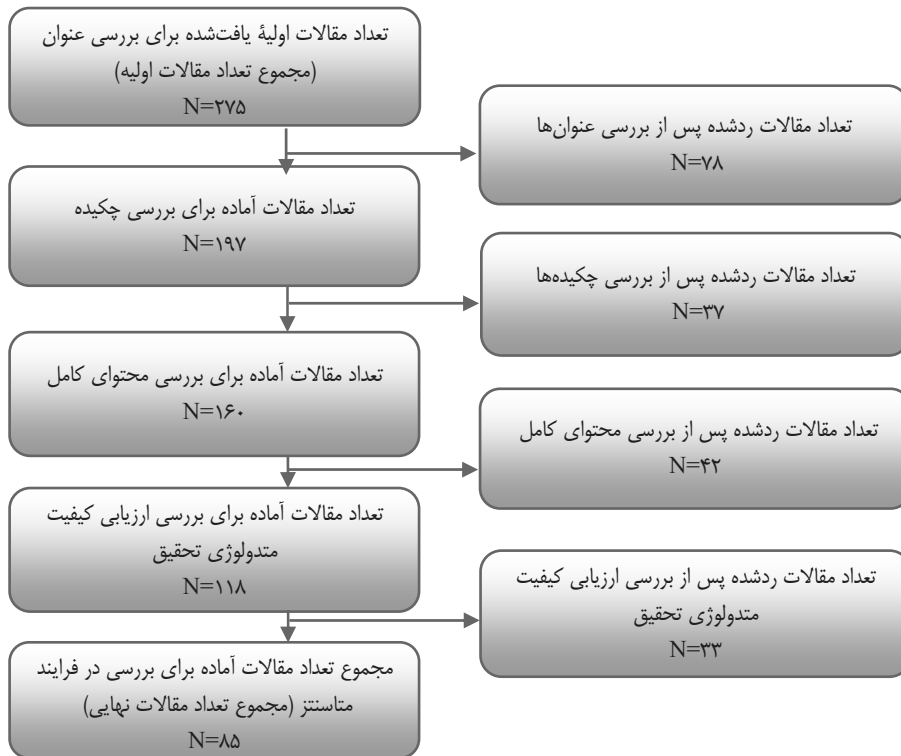 تعداد مقالات اولیهٔ یافت‌شده برای بررسی عنوان
(مجموع تعداد مقالات اولیه)
N=۲۷۵
تعداد مقالات ردشده پس از بررسی عنوان‌ها
N=۷۸
تعداد مقالات آماده برای بررسی چکیده
N=۱۹۷
تعداد مقالات ردشده پس از بررسی چکیده‌ها
N=۳۷
تعداد مقالات آماده برای بررسی محتوای کامل
N=۱۶۰
تعداد مقالات ردشده پس از بررسی محتوای کامل
N=۴۲
تعداد مقالات آماده برای بررسی ارزیابی کیفیت
متدولوژی تحقیق
N=۱۱۸
تعداد مقالات ردشده پس از بررسی ارزیابی کیفیت
متدولوژی تحقیق
N=۳۳
مجموع تعداد مقالات آماده برای بررسی در فرایند
متاسنتز (مجموع تعداد مقالات نهایی)
N=۸۵